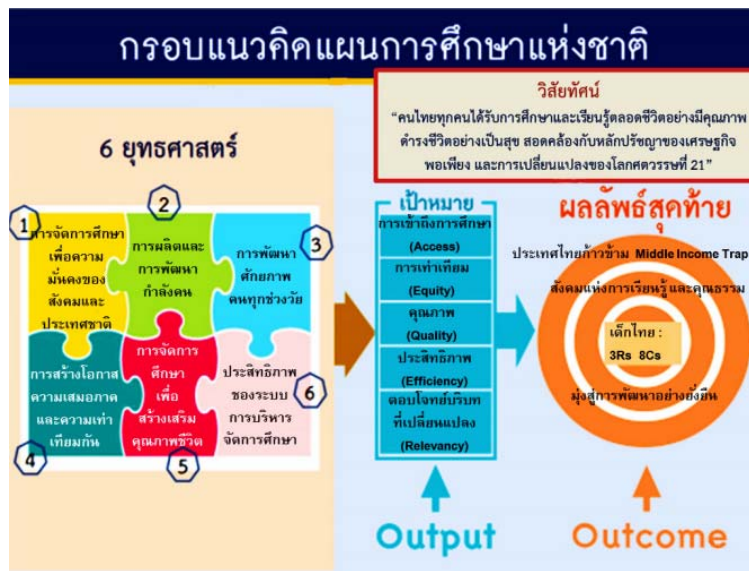 กรอบแนวคิดแผนการศึกษาแห่งชาติ
วิสัยทัศน์
“คนไทยทุกคนได้รับการศึกษาและเรียนรู้ตลอดชีวิตอย่างมีคุณภาพ
ดำรงชีวิตอย่างเป็นสุข สอดคล้องกับหลักปรัชญาของเศรษฐกิจ
พอเพียง และการเปลี่ยนแปลงของโลกศตวรรษที่ 21”
6 ยุทธศาสตร์
1
การจัดการศึกษา
เพื่อความ
มั่นคงของ
สังคมและ
ประเทศชาติ
2
การผลิตและ
การพัฒนา
กำลังคน
3
การพัฒนา
ศักยภาพ
คนทุกช่วงวัย
4
การสร้างโอกาส
ความเสมอภาค
และความเท่า
เทียมกัน
5
การจัดการ
ศึกษา
เพื่อ
สร้างเสริม
คุณภาพชีวิต
6
ประสิทธิภาพ
ของระบบ
การบริหาร
จัดการศึกษา
เป้าหมาย
การเข้าถึงการศึกษา
(Access)
การเท่าเทียม
(Equity)
คุณภาพ
(Quality)
ประสิทธิภาพ
(Efficiency)
ตอบโจทย์บริบท
ที่เปลี่ยนแปลง
(Relevancy)
Output
ผลลัพธ์สุดท้าย
ประเทศไทยก้าวข้าม Middle Income Trap
สังคมแห่งการเรียนรู้ และคุณธรรม
เด็กไทย :
3Rs 8Cs
มุ่งสู่การพัฒนาอย่างยั่งยืน
Outcome